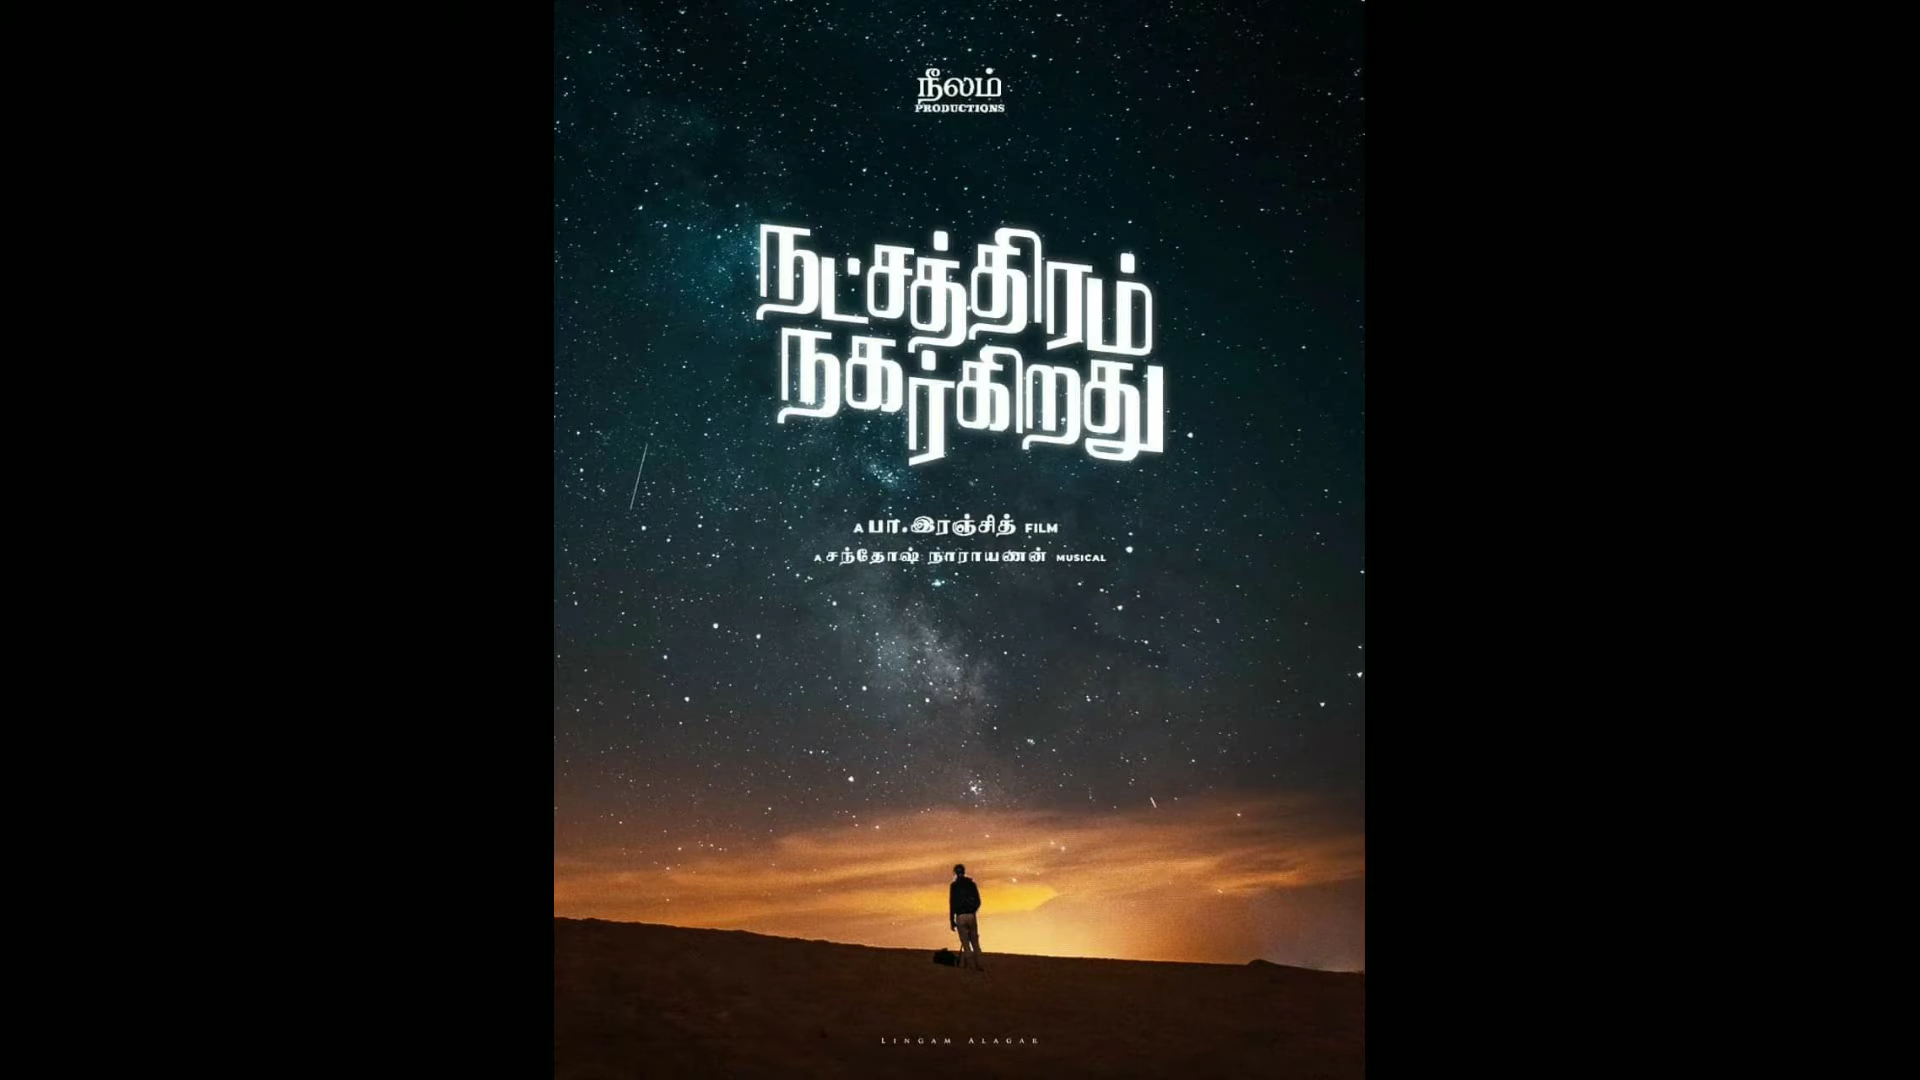 நீலம்
PRODUCTIONS
நட்சத்திரம்
நகர்கிறது
A பா.இரஞ்சித் FILM
A சந்தோஷ் நாராயணன் MUSICAL
LINGAM ALAGAR